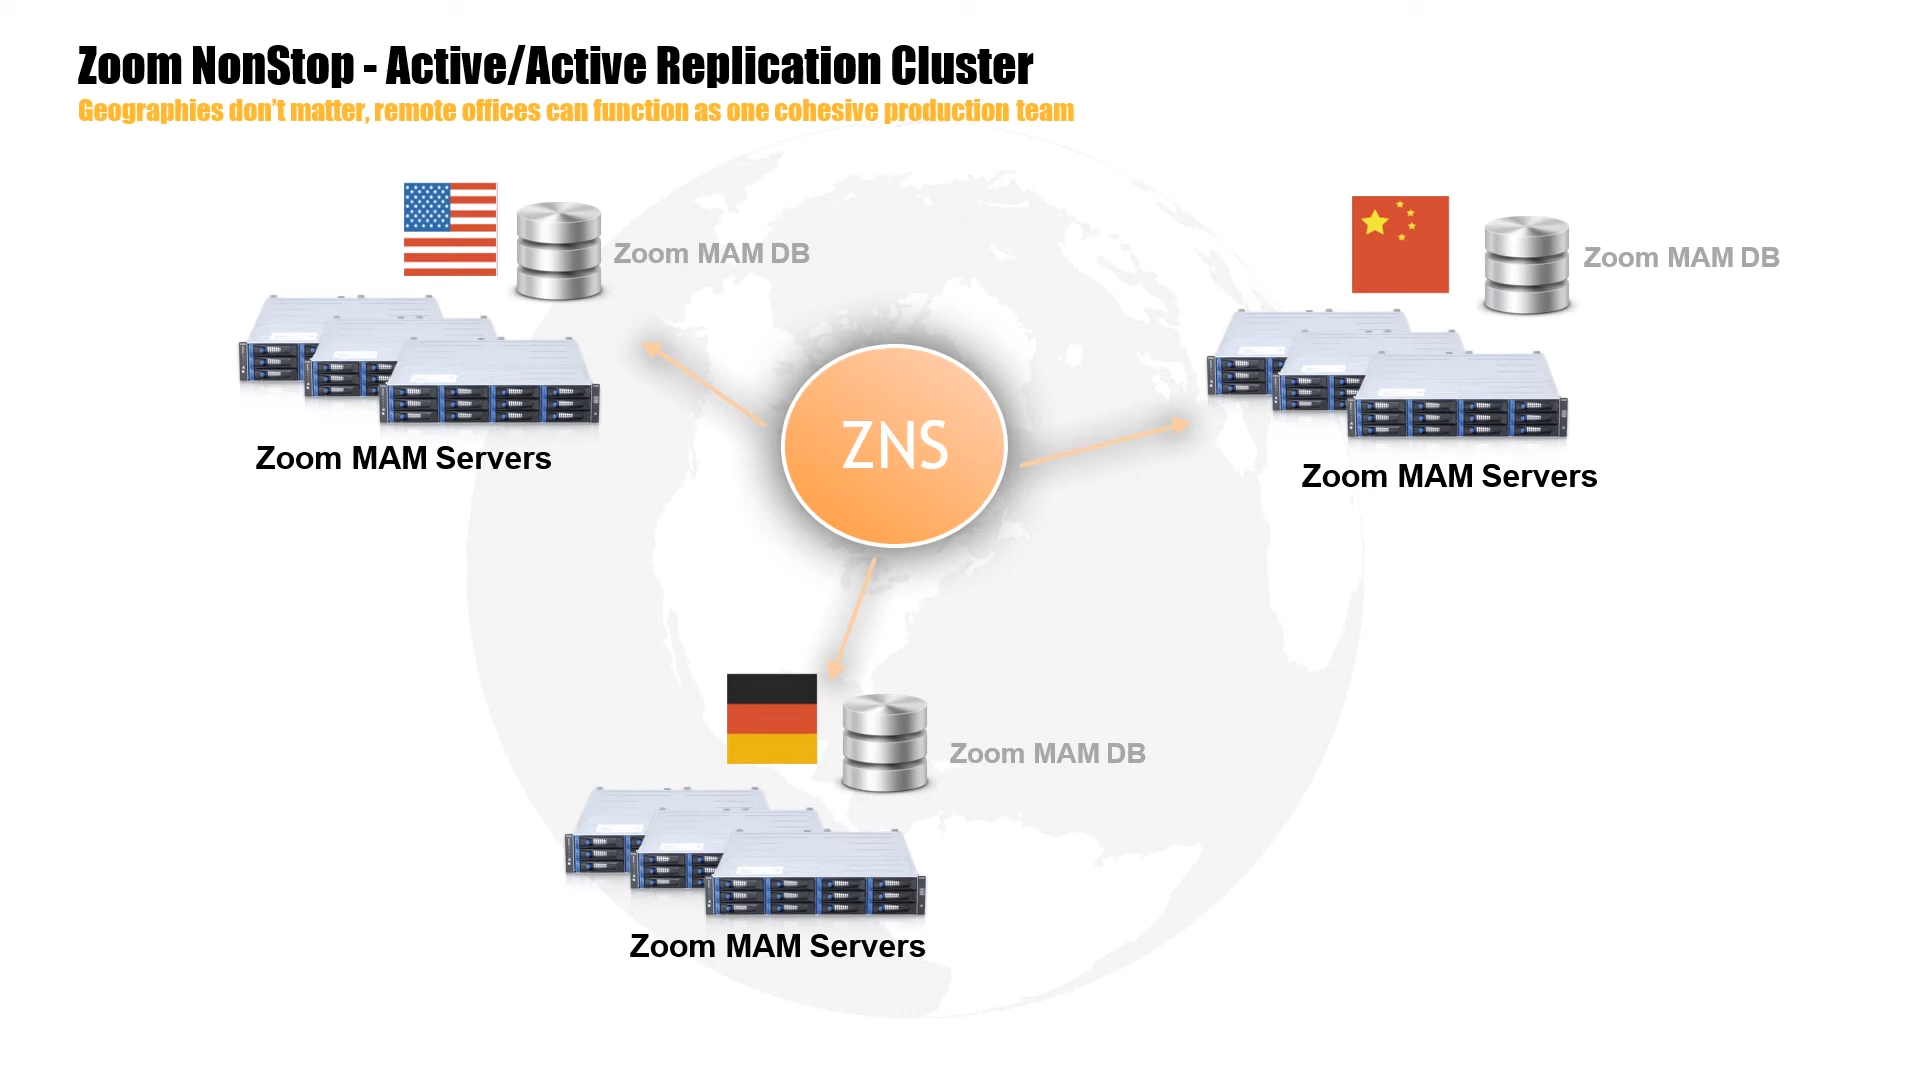 Zoom NonStop - Active/Active Replication Cluster
Geographies don't matter, remote offices can function as one cohesive production team
Zoom MAM DB
Zoom MAM DB
ZNS
Zoom MAM Servers
Zoom MAM Servers
Zoom MAM DB
Zoom MAM Servers